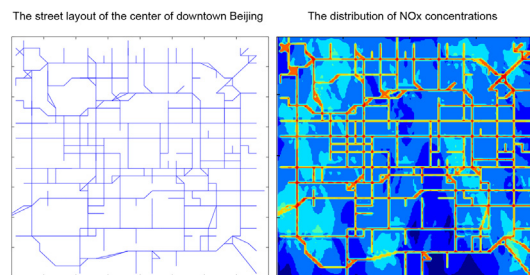 The street layout of the center of downtown Beijing
The distribution of NOx concentrations